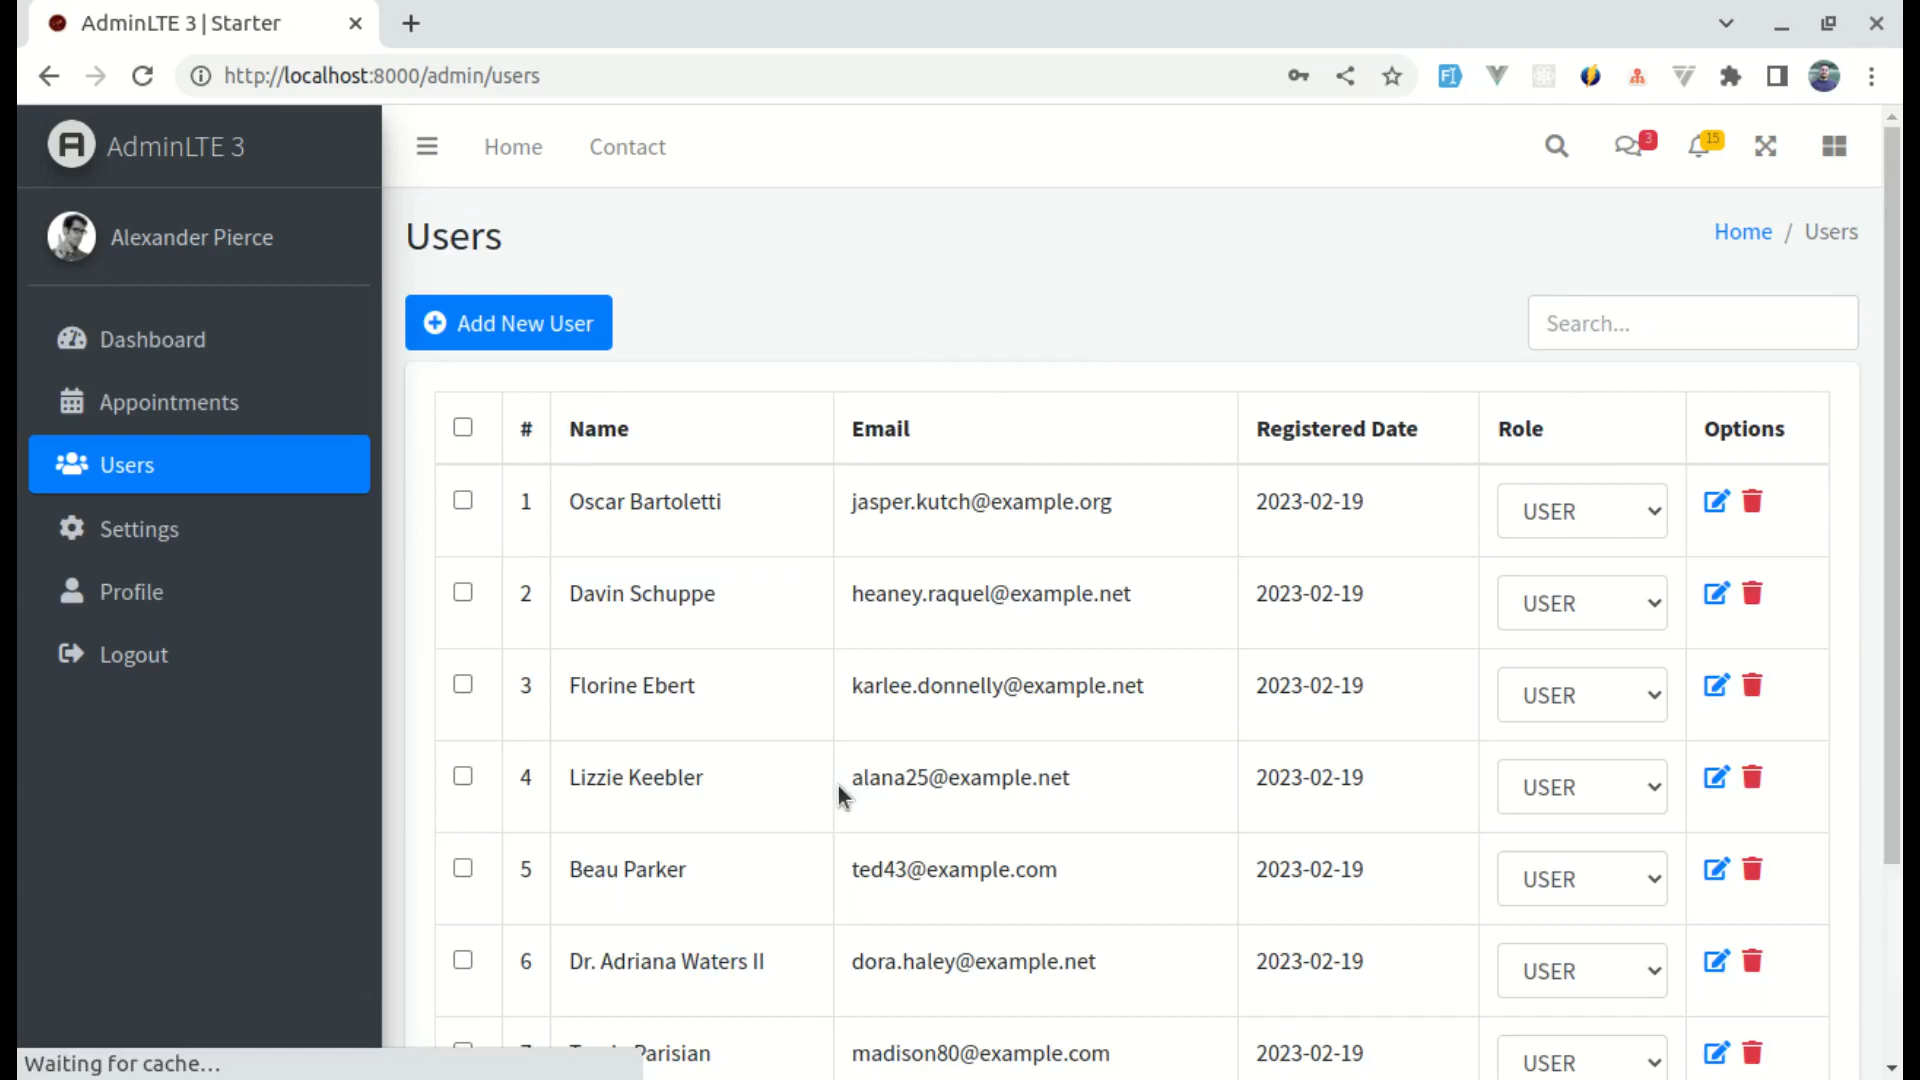 AdminLTE 3 | Starter
http://localhost:8000/admin/users
AdminLTE 3
Home Contact
3
15
Alexander Pierce
Users
Home / Users
Dashboard
Appointments
Users
Settings
Profile
Logout
Add New User
Search...
# Name Email Registered Date Role Options
1 Oscar Bartoletti jasper.kutch@example.org 2023-02-19 USER
2 Davin Schuppe heaney.raquel@example.net 2023-02-19 USER
3 Florine Ebert karlee.donnelly@example.net 2023-02-19 USER
4 Lizzie Keebler alana25@example.net 2023-02-19 USER
5 Beau Parker ted43@example.com 2023-02-19 USER
6 Dr. Adriana Waters II dora.haley@example.net 2023-02-19 USER
Parisian madison80@example.com 2023-02-19 USER
Waiting for cache...